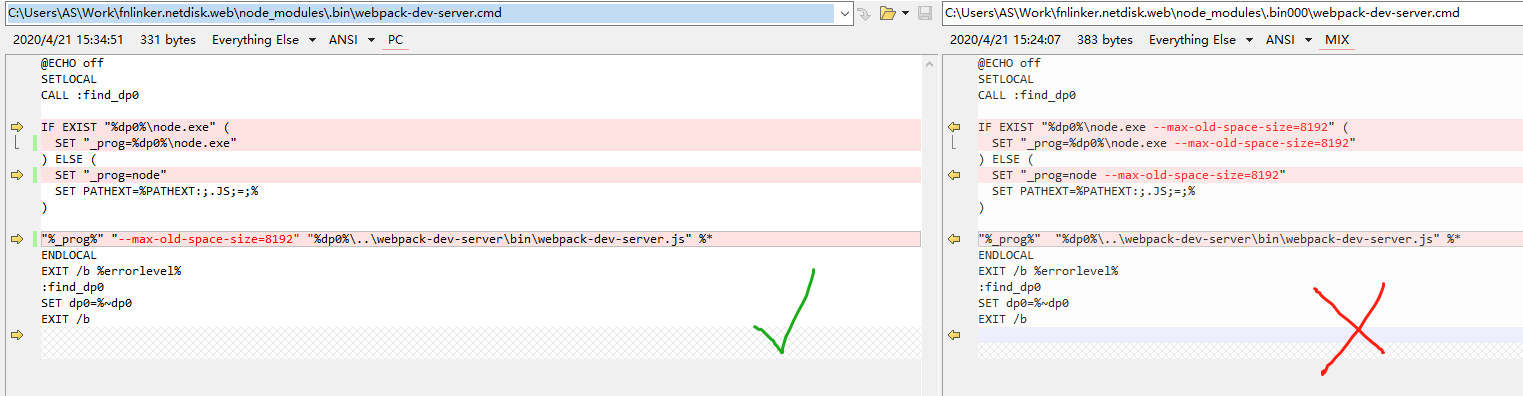 C:\Users\AS\Work\fnlinker.netdisk.web\node_modules\.bin\webpack-dev-server.cmd
2020/4/21 15:34:51 331 bytes Everything Else ANSI PC
@ECHO off
SETLOCAL
CALL :find_dp0
IF EXIST "%dp0%\node.exe" (
SET "_prog=%dp0%\node.exe"
) ELSE (
SET "_prog=node"
SET PATHEXT=%PATHEXT:;.JS;=;%
)
"%_prog%" "--max-old-space-size=8192" "%dp0%\..\webpack-dev-server\bin\webpack-dev-server.js" %*
ENDLOCAL
EXIT /b %errorlevel%
:find_dp0
SET dp0=%~dp0
EXIT /b
C:\Users\AS\Work\fnlinker.netdisk.web\node_modules\.bin000\webpack-dev-server.cmd
2020/4/21 15:24:07 383 bytes Everything Else ANSI MIX
@ECHO off
SETLOCAL
CALL :find_dp0
IF EXIST "%dp0%\node.exe --max-old-space-size=8192" (
SET "_prog=%dp0%\node.exe --max-old-space-size=8192"
) ELSE (
SET "_prog=node --max-old-space-size=8192"
SET PATHEXT=%PATHEXT:;.JS;=;%
)
"%_prog%"  "%dp0%\..\webpack-dev-server\bin\webpack-dev-server.js" %*
ENDLOCAL
EXIT /b %errorlevel%
:find_dp0
SET dp0=%~dp0
EXIT /b